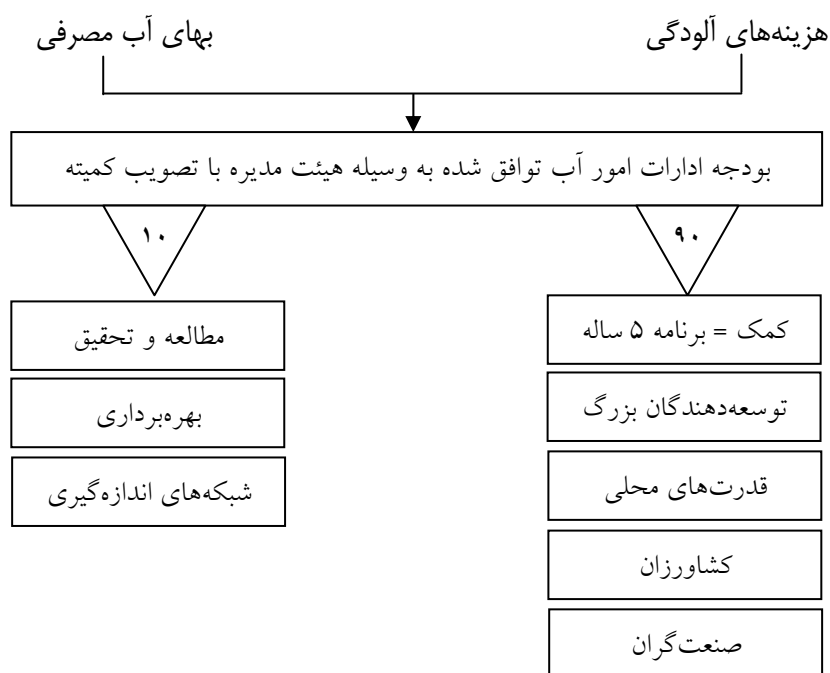 هزینه‌های آلودگی
بهای آب مصرفی
بودجه ادارات امور آب توافق شده به وسیله هیئت مدیره با تصویب کمیته
۹۰
۱۰
کمک = برنامه ۵ ساله
توسعه‌دهندگان بزرگ
قدرت‌های محلی
کشاورزان
صنعت‌گران
مطالعه و تحقیق
بهره‌برداری
شبکه‌های اندازه‌گیری